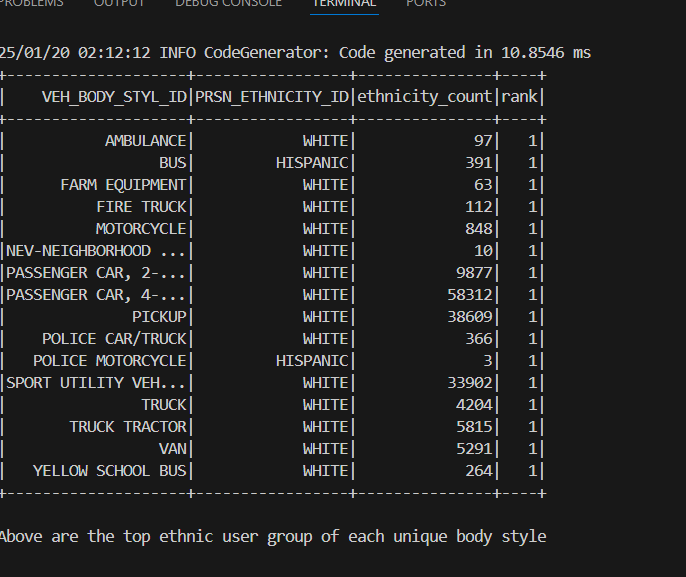 PROBLEMS OUTPUT DEBUG CONSOLE TERMINAL PORTS
25/01/20 02:12:12 INFO CodeGenerator: Code generated in 10.8546 ms
+--------------------+-----------------+---------------+----+
|    VEH_BODY_STYL_ID|PRSN_ETHNICITY_ID|ethnicity_count|rank|
+--------------------+-----------------+---------------+----+
|           AMBULANCE|            WHITE|             97|   1|
|                 BUS|         HISPANIC|            391|   1|
|      FARM EQUIPMENT|            WHITE|             63|   1|
|          FIRE TRUCK|            WHITE|            112|   1|
|          MOTORCYCLE|            WHITE|            848|   1|
|NEV-NEIGHBORHOOD ...|            WHITE|             10|   1|
|PASSENGER CAR, 2-...|            WHITE|           9877|   1|
|PASSENGER CAR, 4-...|            WHITE|          58312|   1|
|              PICKUP|            WHITE|          38609|   1|
|    POLICE CAR/TRUCK|            WHITE|            366|   1|
|   POLICE MOTORCYCLE|         HISPANIC|              3|   1|
|SPORT UTILITY VEH...|            WHITE|          33902|   1|
|               TRUCK|            WHITE|           4204|   1|
|       TRUCK TRACTOR|            WHITE|           5815|   1|
|                 VAN|            WHITE|           5291|   1|
|   YELLOW SCHOOL BUS|            WHITE|            264|   1|
+--------------------+-----------------+---------------+----+
Above are the top ethnic user group of each unique body style